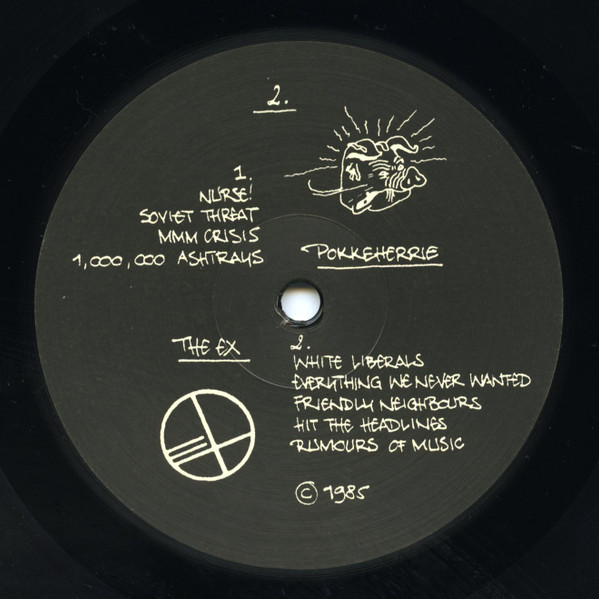 2.
1.
NURSE!
SOVIET THREAT
MMM CRISIS
1,000,000 ASHTRAYS
POKKEHERRIE
THE EX
2.
WHITE LIBERALS
EVERYTHING WE NEVER WANTED
FRIENDLY NEIGHBOURS
HIT THE HEADLINES
RUMOURS OF MUSIC
© 1985